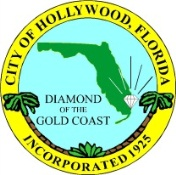 CITY OF HOLLYWOOD, FLORIDA
DIAMOND
OF THE
GOLD COAST
INCORPORATED 1925